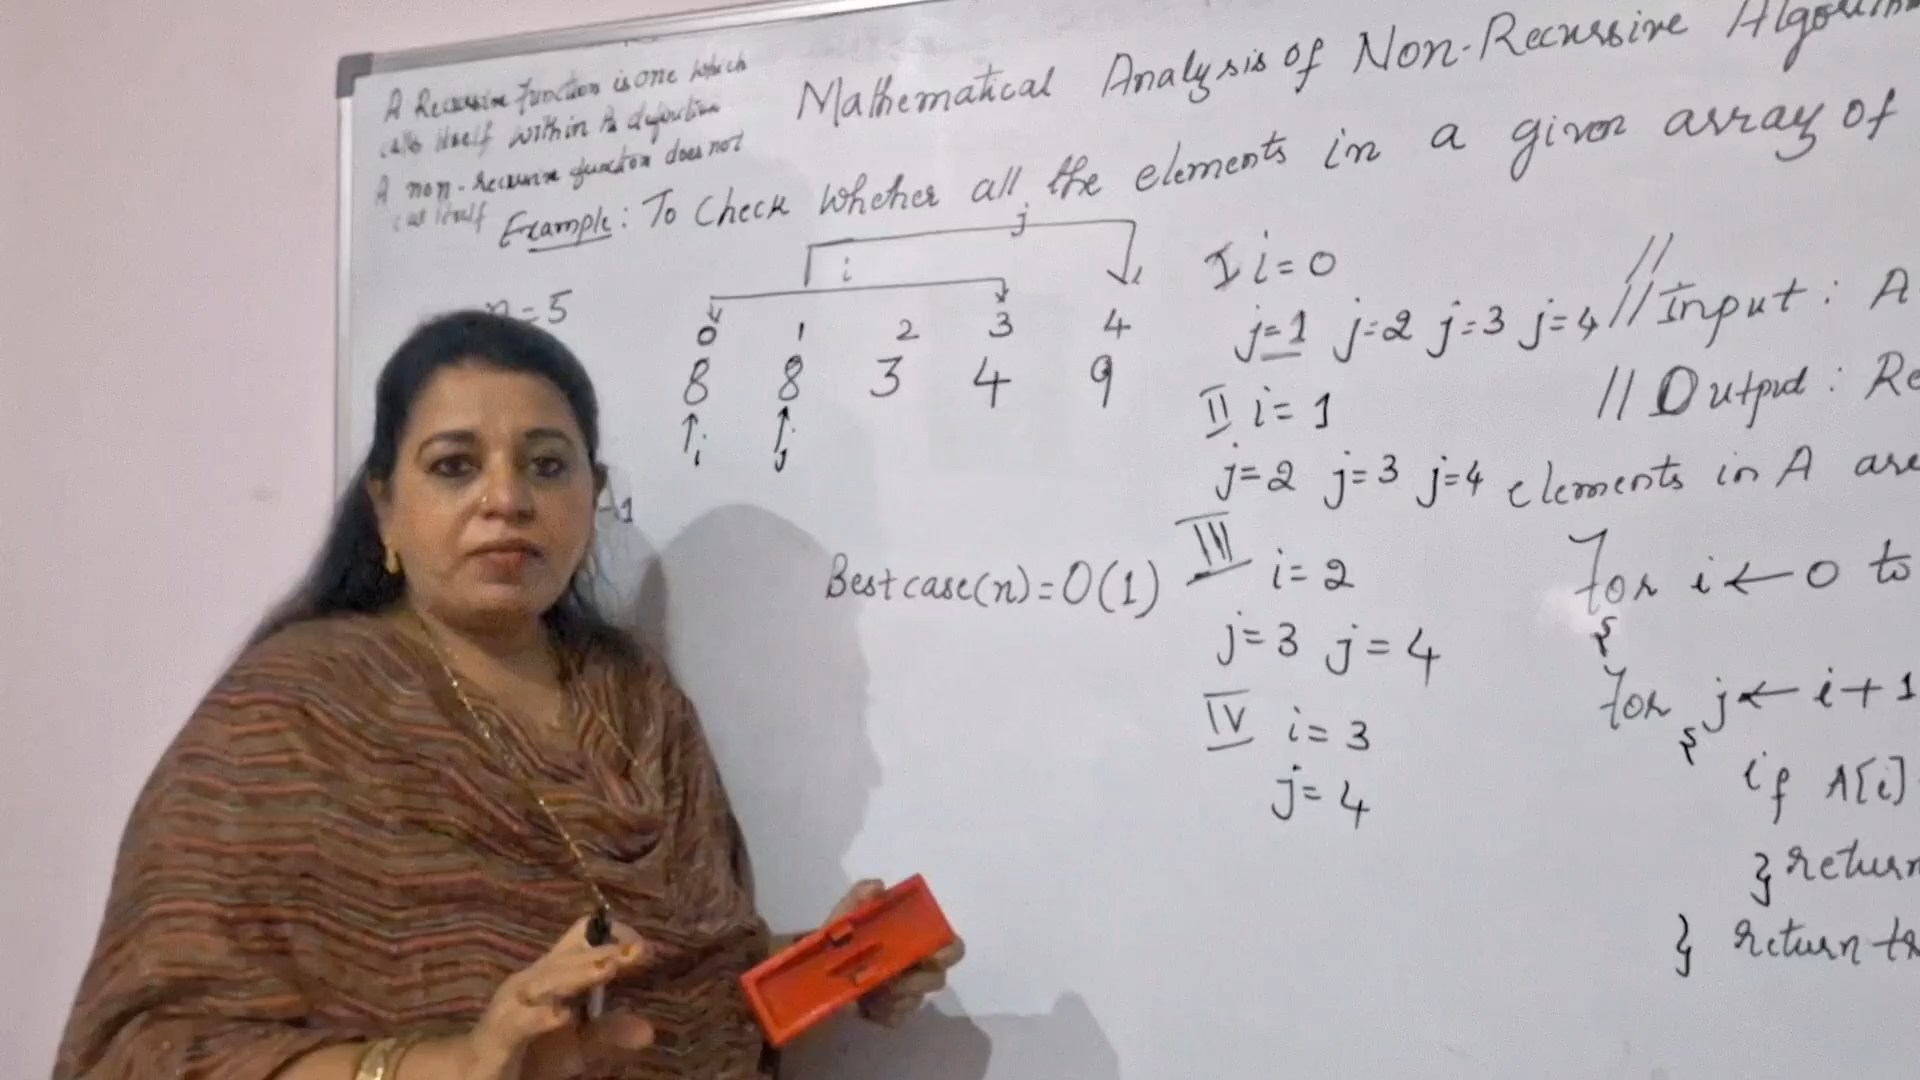 A Recursive function is one which
calls itself within its definition
A non-recursive function does not
call itself
Mathematical Analysis of Non-Recursive
Example: To Check Whether all the elements in a given array of
j
i
n=5
0 1 2 3 4
8 8 3 4 9
i j
-1
Best case(n)=O(1)
I i=0
j=1 j=2 j=3 j=4
II i=1
j=2 j=3 j=4
III i=2
j=3 j=4
IV i=3
j=4
//
//Input: A
//Output: Re
elements in A are
For i←0 to
{
for j←i+1
{
if A[i]
} return
} return